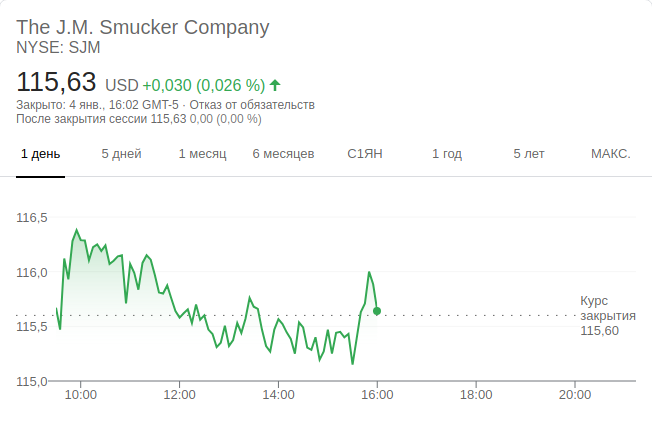 The J.M. Smucker Company
NYSE: SJM
115,63 USD +0,030 (0,026 %)
Закрыто: 4 янв., 16:02 GMT-5 · Отказ от обязательств
После закрытия сессии 115,63 0,00 (0,00 %)
1 день 5 дней 1 месяц 6 месяцев С1ЯН 1 год 5 лет МАКС.
116,5
116,0
Курс
закрытия
115,60
115,5
115,0
10:00 12:00 14:00 16:00 18:00 20:00